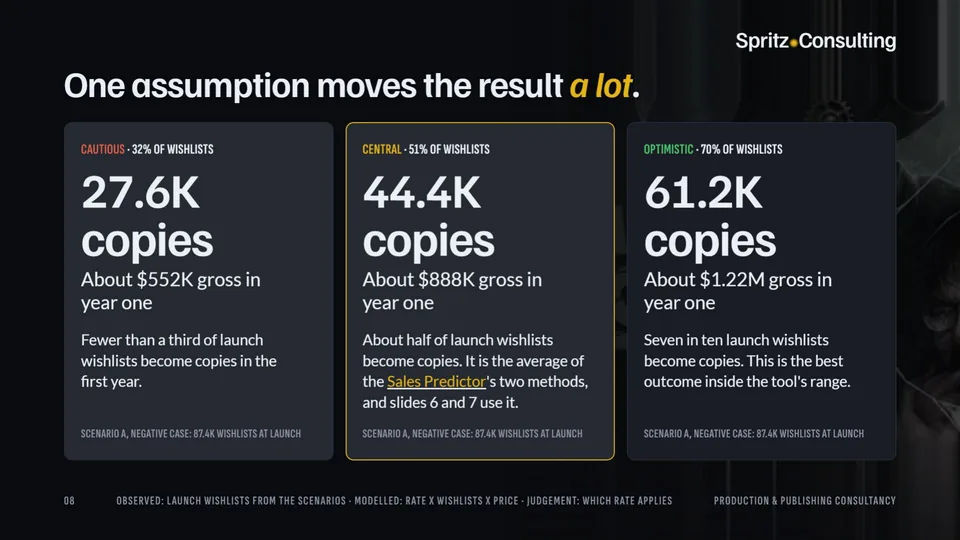 Spritz Consulting
One assumption moves the result a lot.
CAUTIOUS · 32% OF WISHLISTS
27.6K
copies
About $552K gross in
year one
Fewer than a third of launch
wishlists become copies in the
first year.
SCENARIO A, NEGATIVE CASE: 87.4K WISHLISTS AT LAUNCH
CENTRAL · 51% OF WISHLISTS
44.4K
copies
About $888K gross in
year one
About half of launch wishlists
become copies. It is the average of
the Sales Predictor's two methods,
and slides 6 and 7 use it.
SCENARIO A, NEGATIVE CASE: 87.4K WISHLISTS AT LAUNCH
OPTIMISTIC · 70% OF WISHLISTS
61.2K
copies
About $1.22M gross in
year one
Seven in ten launch wishlists
become copies. This is the best
outcome inside the tool's range.
SCENARIO A, NEGATIVE CASE: 87.4K WISHLISTS AT LAUNCH
08
OBSERVED: LAUNCH WISHLISTS FROM THE SCENARIOS · MODELLED: RATE X WISHLISTS X PRICE · JUDGEMENT: WHICH RATE APPLIES
PRODUCTION & PUBLISHING CONSULTANCY